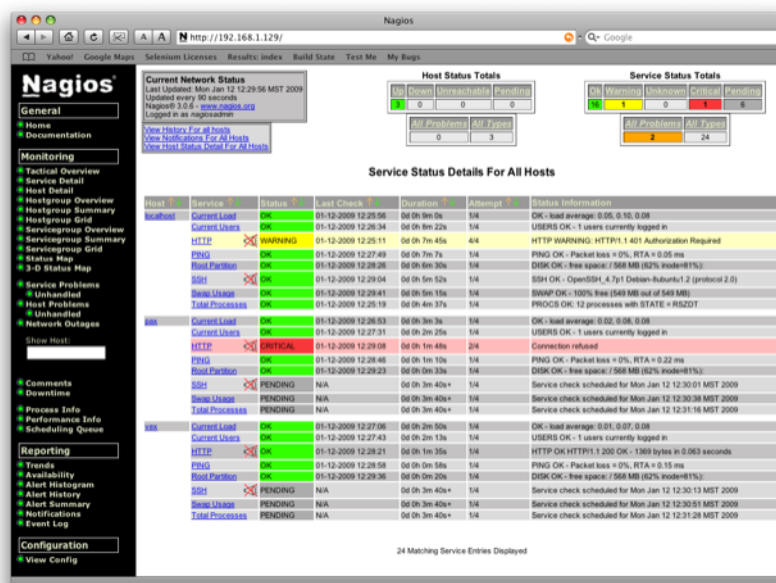 Nagios
http://192.168.1.129/
Google
Yahoo! Google Maps Selenium Licenses Results: index Build State Test Me My Bugs
Nagios®
General
Home
Documentation
Monitoring
Tactical Overview
Service Detail
Host Detail
Hostgroup Overview
Hostgroup Summary
Hostgroup Grid
Servicegroup Overview
Servicegroup Summary
Servicegroup Grid
Status Map
3-D Status Map
Service Problems
Unhandled
Host Problems
Unhandled
Network Outages
Show Host:
Comments
Downtime
Process Info
Performance Info
Scheduling Queue
Reporting
Trends
Availability
Alert Histogram
Alert History
Alert Summary
Notifications
Event Log
Configuration
View Config
Current Network Status
Last Updated: Mon Jan 12 12:29:56 MST 2009
Updated every 90 seconds
Nagios® 3.0.6 - www.nagios.org
Logged in as nagiosadmin
View History For all hosts
View Notifications For All Hosts
View Host Status Detail For All Hosts
Host Status Totals
Up Down Unreachable Pending
3 0 0 0
All Problems All Types
0 3
Service Status Totals
Ok Warning Unknown Critical Pending
16 1 0 1 6
All Problems All Types
2 24
Service Status Details For All Hosts
Host Service Status Last Check Duration Attempt Status Information
localhost Current Load OK 01-12-2009 12:25:56 0d 0h 9m 0s 1/4 OK - load average: 0.05, 0.10, 0.08
Current Users OK 01-12-2009 12:26:34 0d 0h 8m 22s 1/4 USERS OK - 1 users currently logged in
HTTP WARNING 01-12-2009 12:25:11 0d 0h 7m 45s 4/4 HTTP WARNING: HTTP/1.1 401 Authorization Required
PING OK 01-12-2009 12:27:49 0d 0h 7m 7s 1/4 PING OK - Packet loss = 0%, RTA = 0.05 ms
Root Partition OK 01-12-2009 12:28:26 0d 0h 6m 30s 1/4 DISK OK - free space: / 568 MB (62% inode=81%):
SSH OK 01-12-2009 12:29:04 0d 0h 5m 52s 1/4 SSH OK - OpenSSH_4.7p1 Debian-8ubuntu1.2 (protocol 2.0)
Swap Usage OK 01-12-2009 12:29:41 0d 0h 5m 15s 1/4 SWAP OK - 100% free (549 MB out of 549 MB)
Total Processes OK 01-12-2009 12:25:19 0d 0h 4m 37s 1/4 PROCS OK: 12 processes with STATE = RSZDT
Current Load OK 01-12-2009 12:26:53 0d 0h 3m 3s 1/4 OK - load average: 0.02, 0.08, 0.08
Current Users OK 01-12-2009 12:27:31 0d 0h 2m 25s 1/4 USERS OK - 1 users currently logged in
HTTP CRITICAL 01-12-2009 12:29:08 0d 0h 1m 48s 2/4 Connection refused
PING OK 01-12-2009 12:28:46 0d 0h 1m 10s 1/4 PING OK - Packet loss = 0%, RTA = 0.22 ms
Root Partition OK 01-12-2009 12:29:23 0d 0h 0m 33s 1/4 DISK OK - free space: / 568 MB (62% inode=81%):
SSH PENDING N/A 0d 0h 3m 40s+ 1/4 Service check scheduled for Mon Jan 12 12:30:01 MST 2009
Swap Usage PENDING N/A 0d 0h 3m 40s+ 1/4 Service check scheduled for Mon Jan 12 12:30:38 MST 2009
Total Processes PENDING N/A 0d 0h 3m 40s+ 1/4 Service check scheduled for Mon Jan 12 12:31:16 MST 2009
Current Load OK 01-12-2009 12:27:06 0d 0h 2m 50s 1/4 OK - load average: 0.01, 0.07, 0.08
Current Users OK 01-12-2009 12:27:43 0d 0h 2m 13s 1/4 USERS OK - 1 users currently logged in
HTTP OK 01-12-2009 12:28:21 0d 0h 1m 35s 1/4 HTTP OK HTTP/1.1 200 OK - 1369 bytes in 0.063 seconds
PING OK 01-12-2009 12:28:58 0d 0h 0m 58s 1/4 PING OK - Packet loss = 0%, RTA = 0.15 ms
Root Partition OK 01-12-2009 12:29:36 0d 0h 0m 20s 1/4 DISK OK - free space: / 568 MB (62% inode=81%):
SSH PENDING N/A 0d 0h 3m 40s+ 1/4 Service check scheduled for Mon Jan 12 12:30:13 MST 2009
Swap Usage PENDING N/A 0d 0h 3m 40s+ 1/4 Service check scheduled for Mon Jan 12 12:30:51 MST 2009
Total Processes PENDING N/A 0d 0h 3m 40s+ 1/4 Service check scheduled for Mon Jan 12 12:31:28 MST 2009
24 Matching Service Entries Displayed